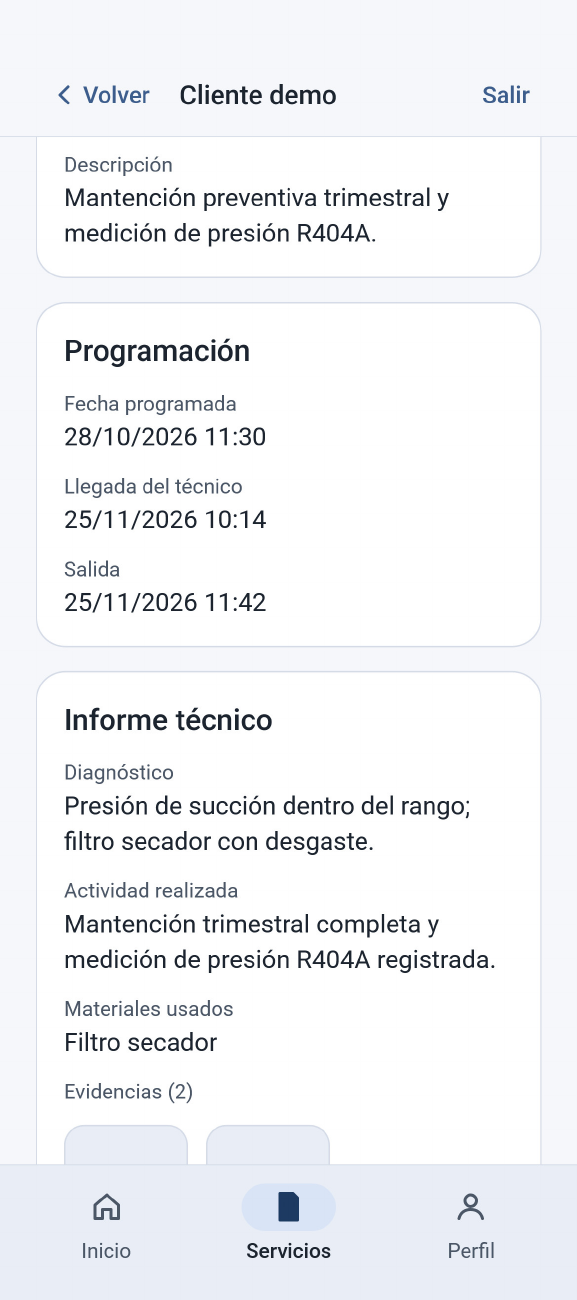 Volver
Cliente demo
Salir
Descripción
Mantención preventiva trimestral y
medición de presión R404A.
Programación
Fecha programada
28/10/2026 11:30
Llegada del técnico
25/11/2026 10:14
Salida
25/11/2026 11:42
Informe técnico
Diagnóstico
Presión de succión dentro del rango;
filtro secador con desgaste.
Actividad realizada
Mantención trimestral completa y
medición de presión R404A registrada.
Materiales usados
Filtro secador
Evidencias (2)
Inicio
Servicios
Perfil